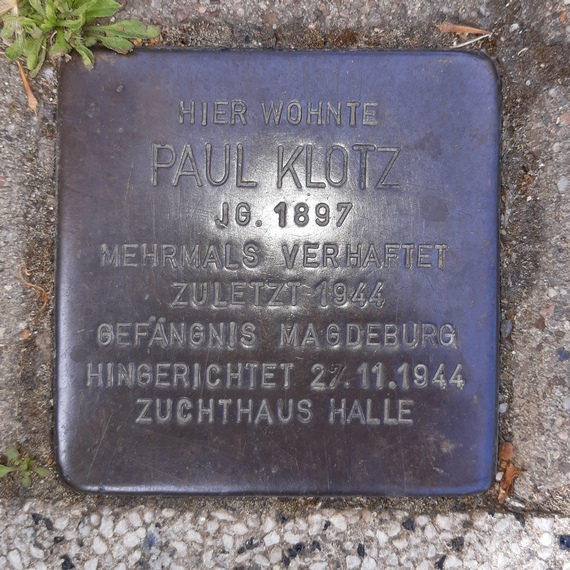 HIER WOHNTE
PAUL KLOTZ
JG. 1897
MEHRMALS VERHAFTET
ZULETZT 1944
GEFÄNGNIS MAGDEBURG
HINGERICHTET 27.11.1944
ZUCHTHAUS HALLE